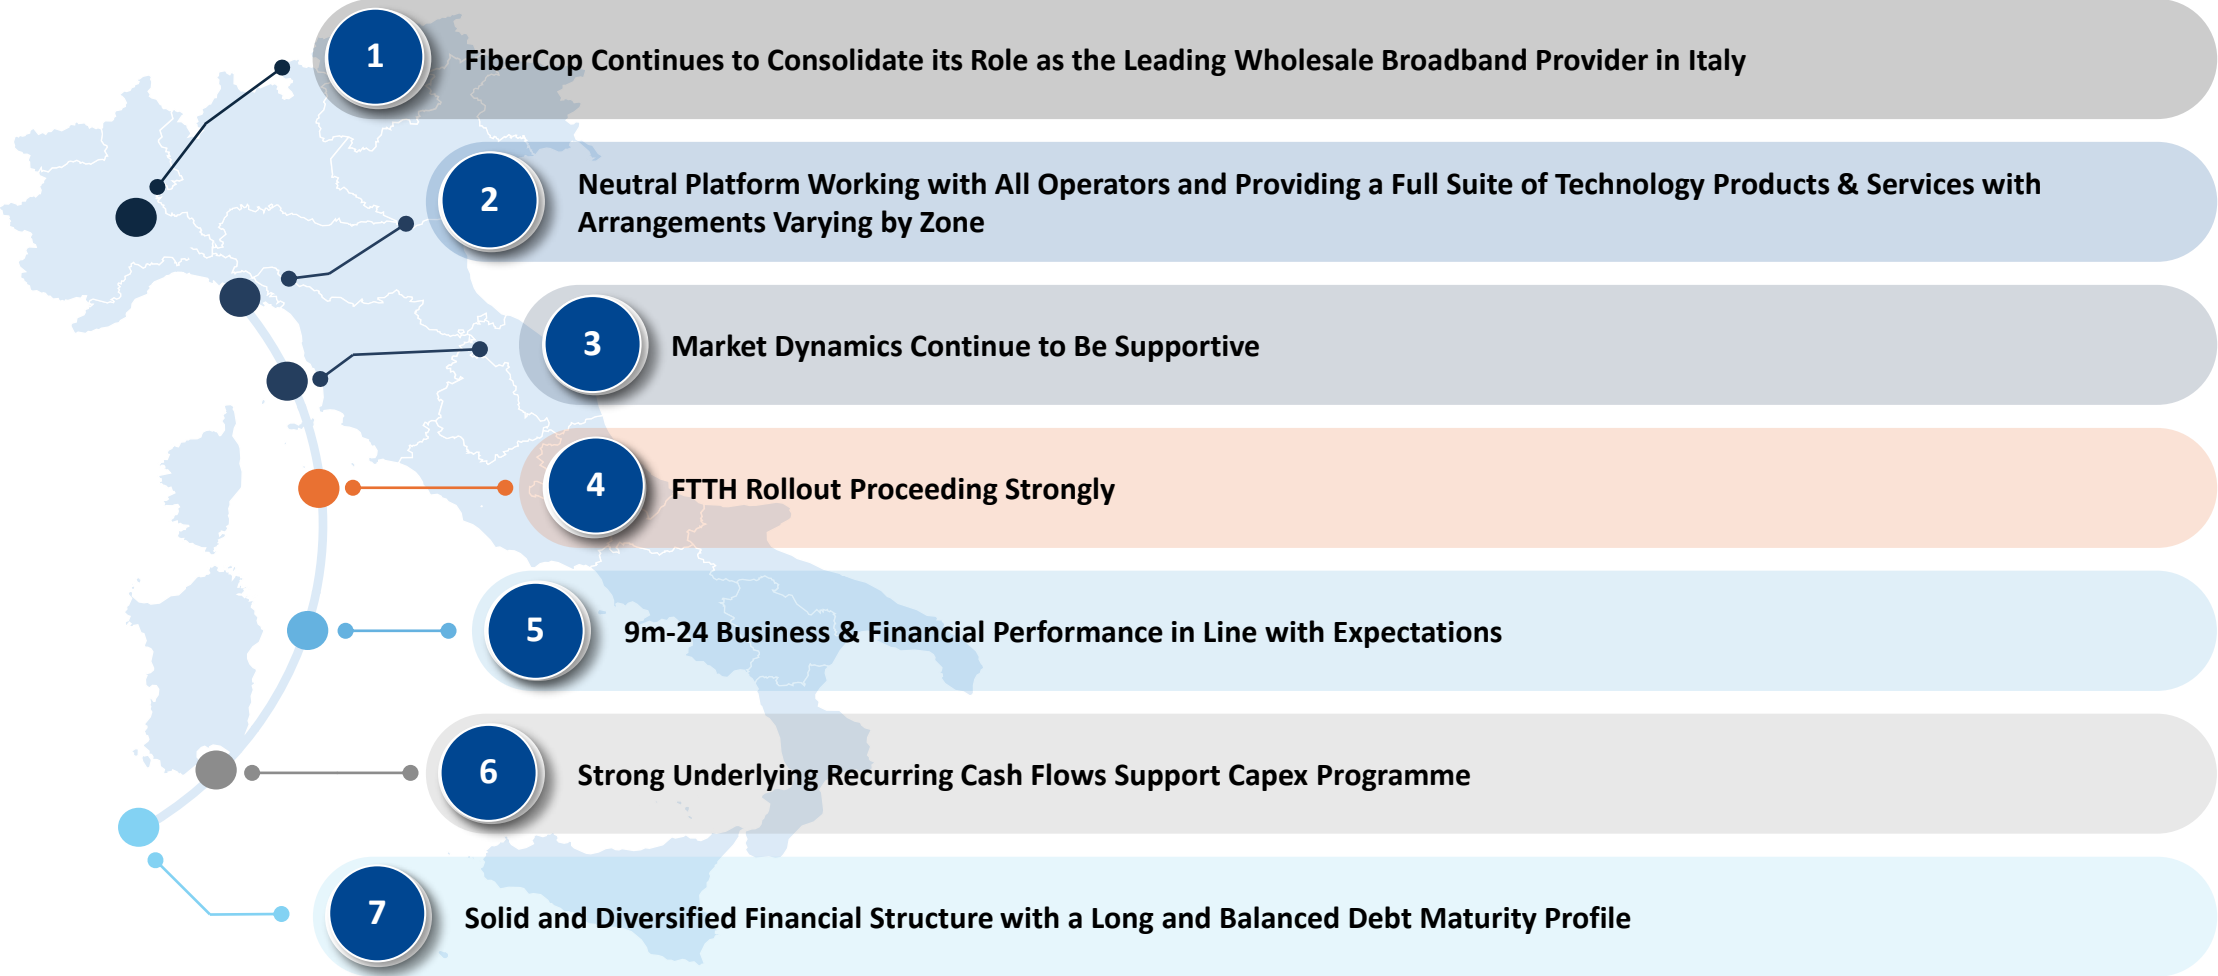 1
FiberCop Continues to Consolidate its Role as the Leading Wholesale Broadband Provider in Italy
2
Neutral Platform Working with All Operators and Providing a Full Suite of Technology Products & Services with
Arrangements Varying by Zone
3
Market Dynamics Continue to Be Supportive
4
FTTH Rollout Proceeding Strongly
5
9m-24 Business & Financial Performance in Line with Expectations
6
Strong Underlying Recurring Cash Flows Support Capex Programme
7
Solid and Diversified Financial Structure with a Long and Balanced Debt Maturity Profile